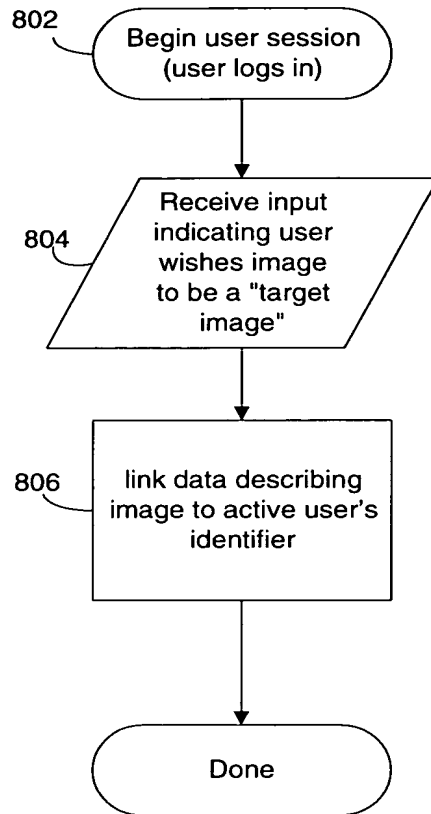 802
Begin user session
(user logs in)
804
Receive input
indicating user
wishes image
to be a "target
image"
806
link data describing
image to active user's
identifier
Done